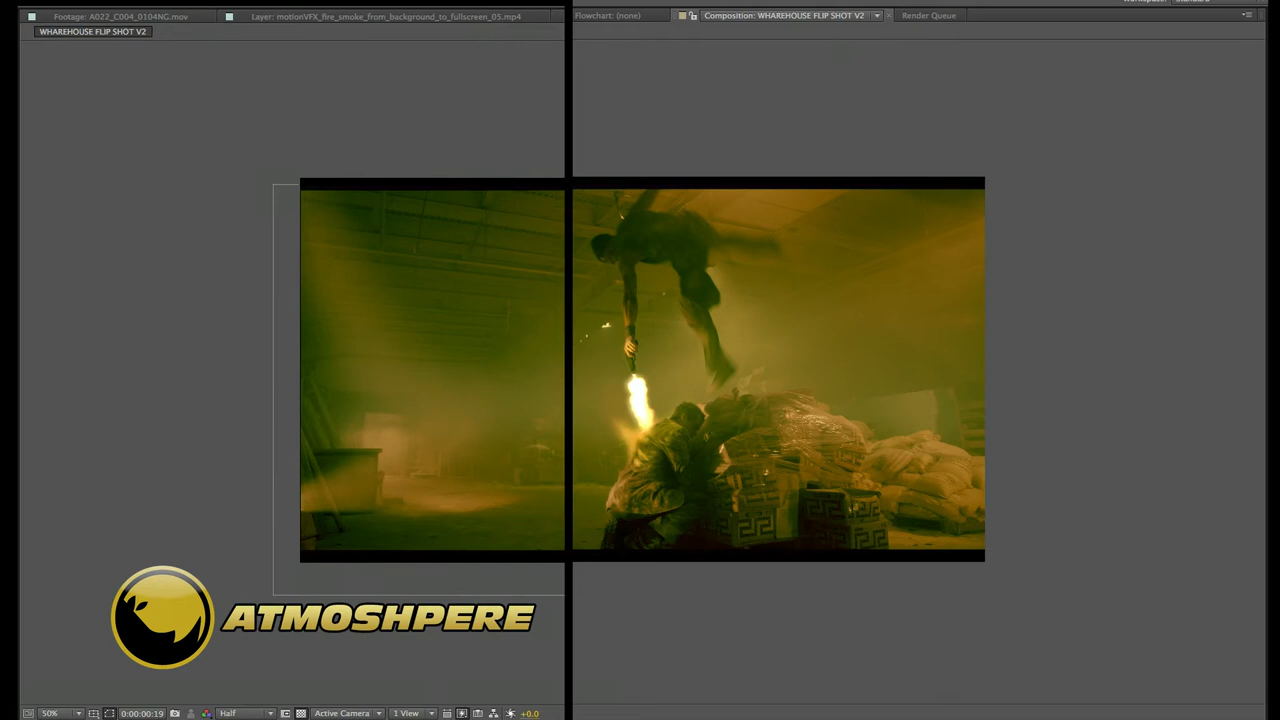 Footage: A022_C004_0104NG.mov
Layer: motionVFX_fire_smoke_from_background_to_fullscreen_05.mp4
Flowchart: (none)
Composition: WHAREHOUSE FLIP SHOT V2
Render Queue
WHAREHOUSE FLIP SHOT V2
ATMOSHPERE
50%
0:00:00:19
Half
Active Camera
1 View
+0.0